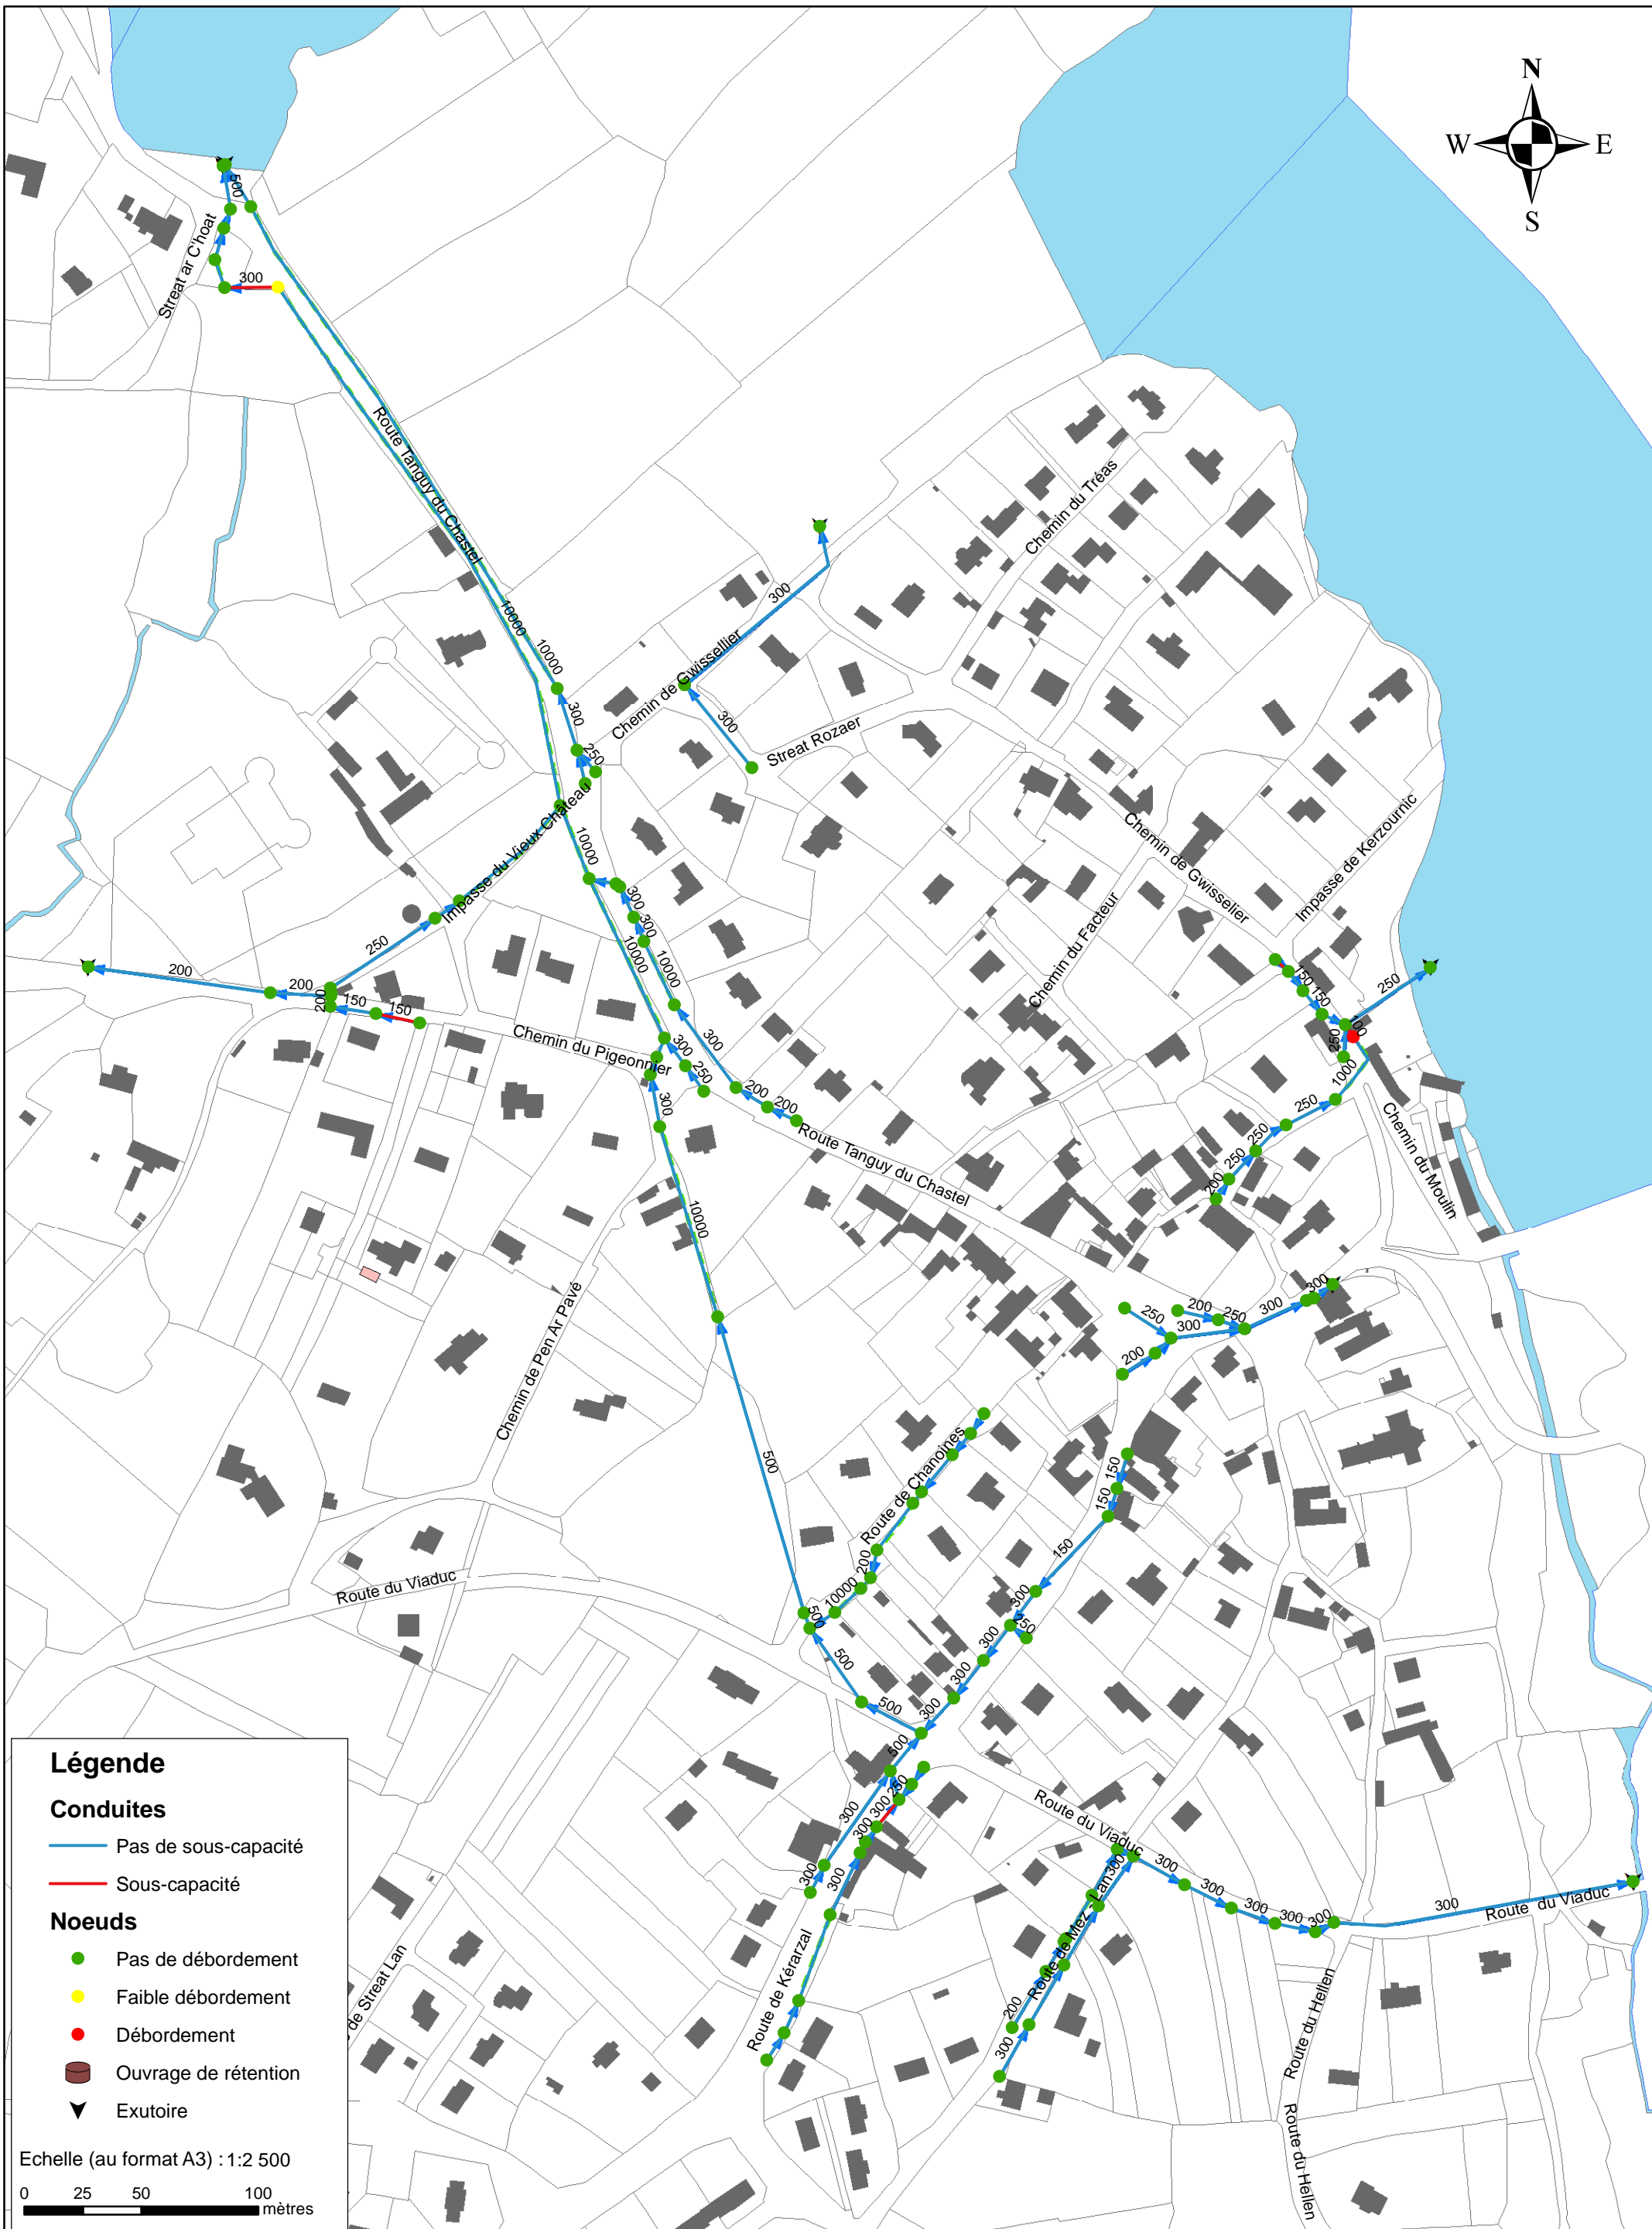 N
W
E
S
500
Streat ar C'hoat
300
Route Tanguy du Chastel
10000
10000
300
250
Chemin de Gwissellier
300
300
Streat Rozaer
Chemin du Tréas
Chemin de Gwisselier
Impasse de Kerzournic
Chemin du Facteur
Impasse du Vieux Château
10000
300
300
10000
10000
250
200
200
200
150
150
Chemin du Pigeonnier
300
250
300
300
200
200
Route Tanguy du Chastel
150
150
250
100
250
1000
250
250
250
200
Chemin du Moulin
10000
Chemin de Pen Ar Pavé
250
200
250
300
300
300
200
500
Route de Chanoines
200
10000
500
150
150
150
300
250
300
300
300
500
500
500
Route du Viaduc
250
300
300
300
300
300
Route de Kérarzal
Route du Viaduc
300
300
300
300
300
300
Route du Viaduc
Route de Mez - Lan
200
300
Route du Hellen
Route du Hellen
de Streat Lan
Légende
Conduites
Pas de sous-capacité
Sous-capacité
Noeuds
Pas de débordement
Faible débordement
Débordement
Ouvrage de rétention
Exutoire
Echelle (au format A3) : 1:2 500
0 25 50 100
mètres